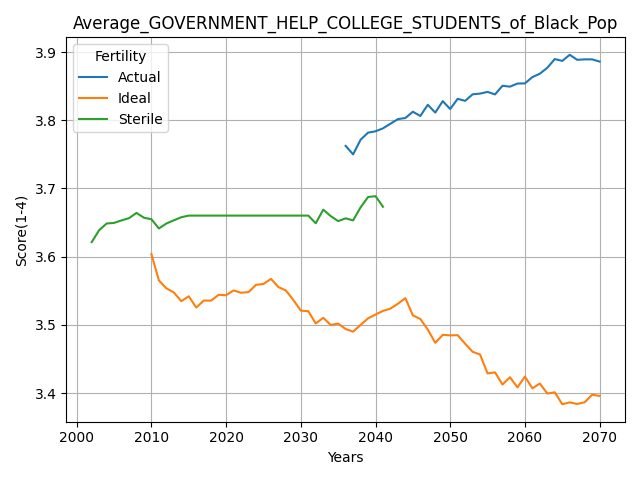 Average_GOVERNMENT_HELP_COLLEGE_STUDENTS_of_Black_Pop
Fertility
Actual
Ideal
Sterile
3.9
3.8
3.7
3.6
3.5
3.4
Score(1-4)
2000 2010 2020 2030 2040 2050 2060 2070
Years